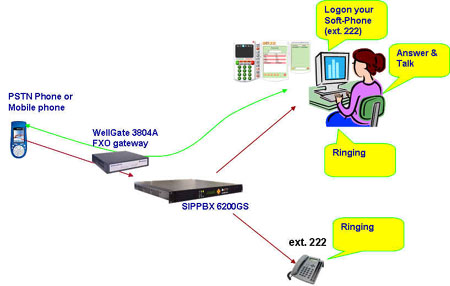 Logon your
Soft-Phone
(ext. 222)
Answer &
Talk
PSTN Phone or
Mobile phone
WellGate 3804A
FXO gateway
Ringing
SIPPBX 6200GS
ext. 222
Ringing